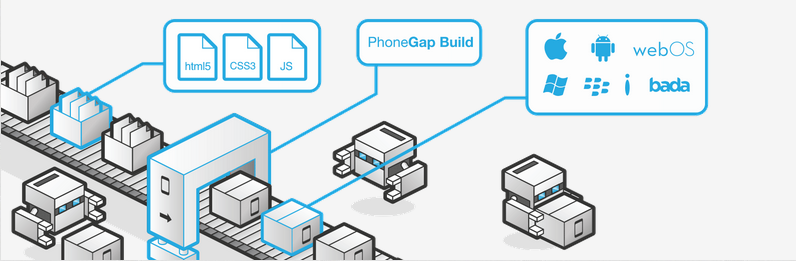 html5
CSS3
JS
PhoneGap Build
webOS
bada